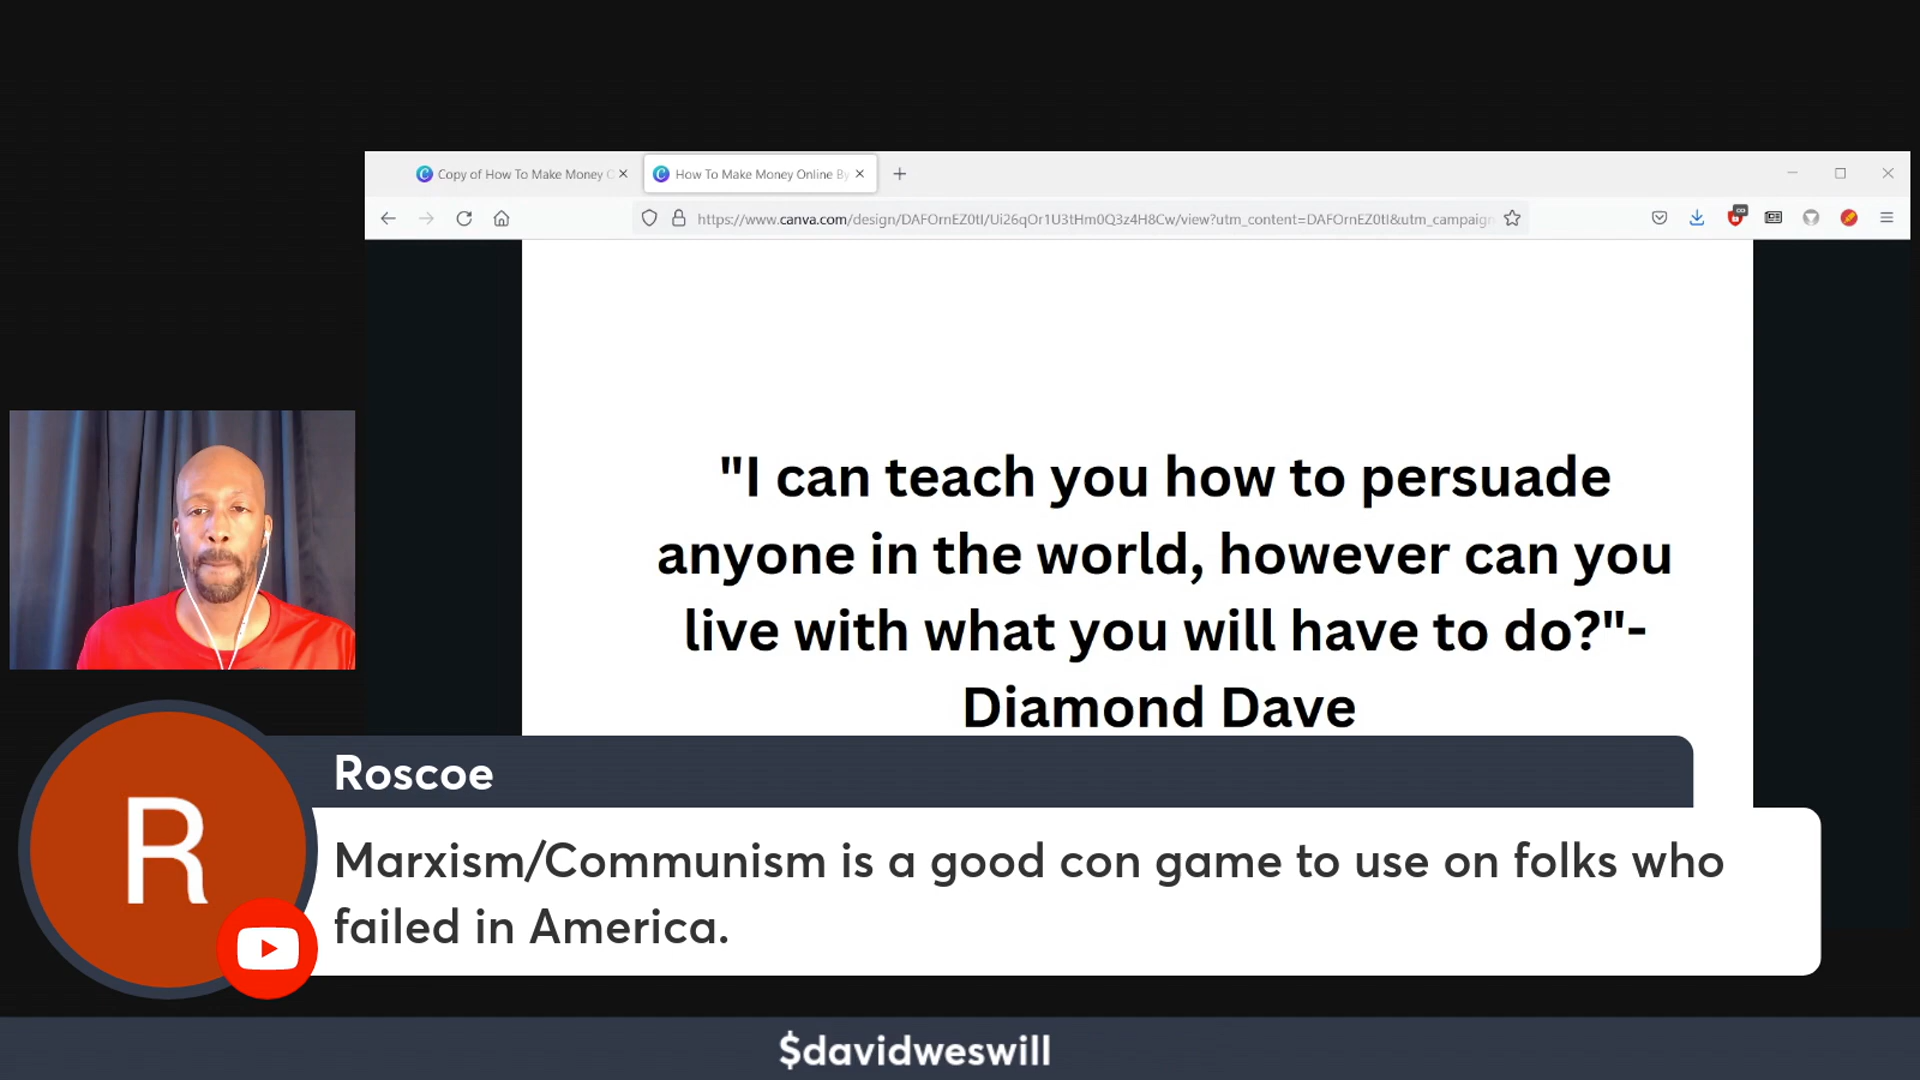 Copy of How To Make Money O
How To Make Money Online By
https://www.canva.com/design/DAFOrnEZ0tI/Ui26qOr1U3tHm0Q3z4H8Cw/view?utm_content=DAFOrnEZ0tI&utm_campaign
"I can teach you how to persuade
anyone in the world, however can you
live with what you will have to do?"-
Diamond Dave
R
Roscoe
Marxism/Communism is a good con game to use on folks who
failed in America.
$davidweswill